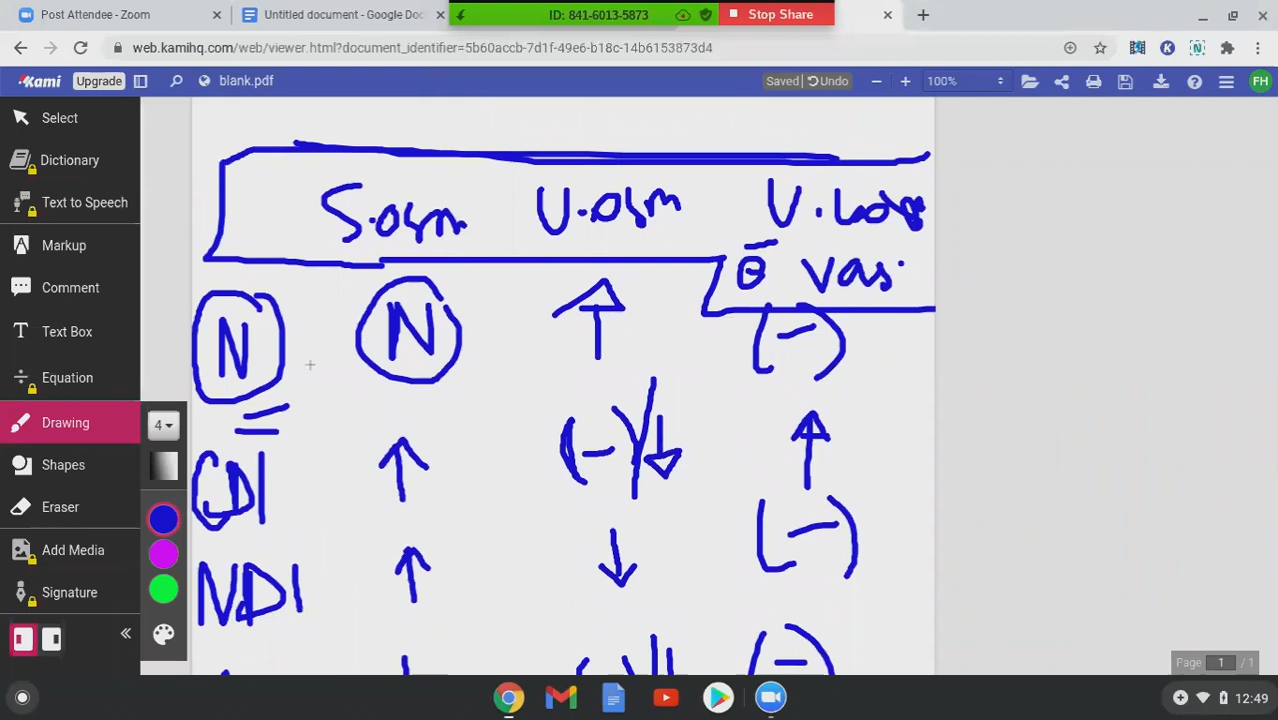 Post Attendee - Zoom
Untitled document - Google Doc
ID: 841-6013-5873
Stop Share
web.kamihq.com/web/viewer.html?document_identifier=5b60accb-7d1f-49e6-b18c-14b6153873d4
Kami Upgrade
blank.pdf
Saved Undo
100%
FH
Select
Dictionary
Text to Speech
Markup
Comment
Text Box
Equation
Drawing
Shapes
Eraser
Add Media
Signature
4
S.osm U.osm
N N ↑ (-)
CDI ↑ (-)/↓ ↑
NDI ↑ ↓ (-)
(-)
Page 1 / 1
12:49